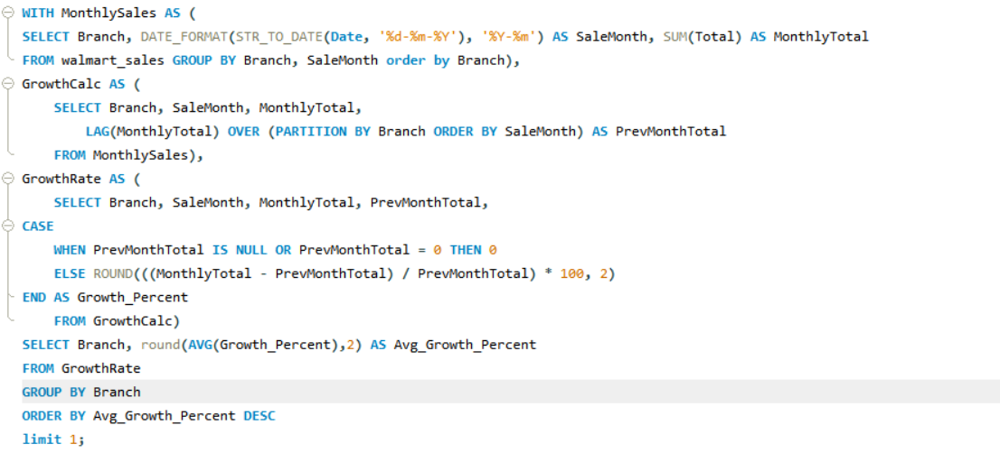 WITH MonthlySales AS (
SELECT Branch, DATE_FORMAT(STR_TO_DATE(Date, '%d-%m-%Y'), '%Y-%m') AS SaleMonth, SUM(Total) AS MonthlyTotal
FROM walmart_sales GROUP BY Branch, SaleMonth order by Branch),
GrowthCalc AS (
    SELECT Branch, SaleMonth, MonthlyTotal,
        LAG(MonthlyTotal) OVER (PARTITION BY Branch ORDER BY SaleMonth) AS PrevMonthTotal
    FROM MonthlySales),
GrowthRate AS (
    SELECT Branch, SaleMonth, MonthlyTotal, PrevMonthTotal,
CASE
    WHEN PrevMonthTotal IS NULL OR PrevMonthTotal = 0 THEN 0
    ELSE ROUND(((MonthlyTotal - PrevMonthTotal) / PrevMonthTotal) * 100, 2)
END AS Growth_Percent
    FROM GrowthCalc)
SELECT Branch, round(AVG(Growth_Percent),2) AS Avg_Growth_Percent
FROM GrowthRate
GROUP BY Branch
ORDER BY Avg_Growth_Percent DESC
limit 1;